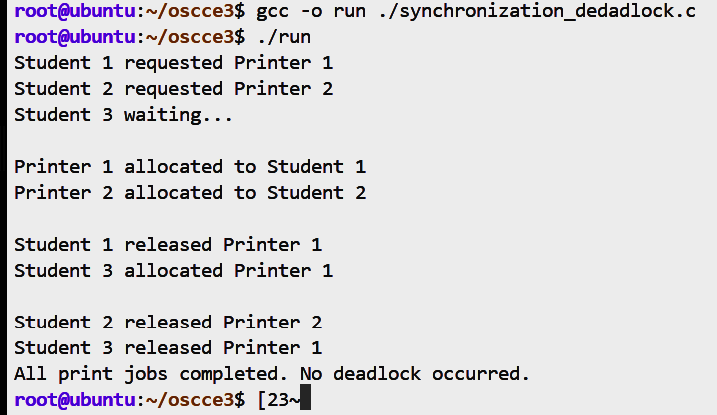 root@ubuntu:~/oscce3$ gcc -o run ./synchronization_dedadlock.c
root@ubuntu:~/oscce3$ ./run
Student 1 requested Printer 1
Student 2 requested Printer 2
Student 3 waiting...
Printer 1 allocated to Student 1
Printer 2 allocated to Student 2
Student 1 released Printer 1
Student 3 allocated Printer 1
Student 2 released Printer 2
Student 3 released Printer 1
All print jobs completed. No deadlock occurred.
root@ubuntu:~/oscce3$ [23~